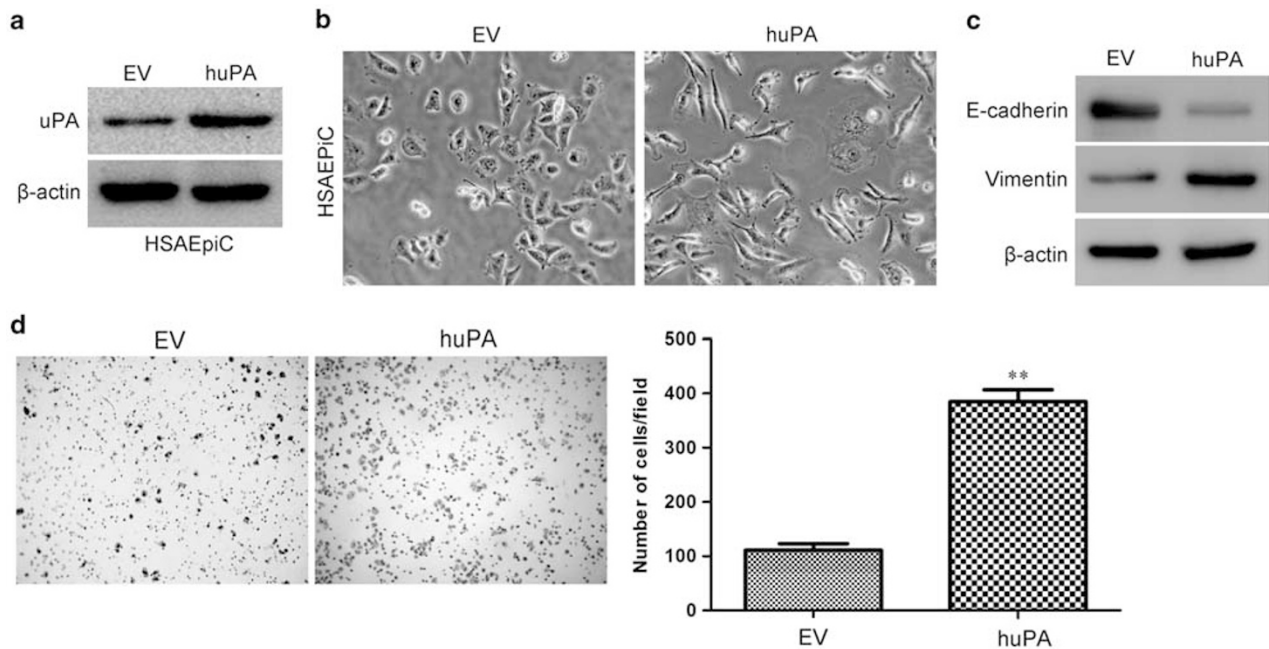 a
EV huPA
uPA
β-actin
HSAEpiC
b
EV huPA
HSAEPiC
c
EV huPA
E-cadherin
Vimentin
β-actin
d
EV huPA
Number of cells/field
500
400
300
200
100
0
**
EV huPA